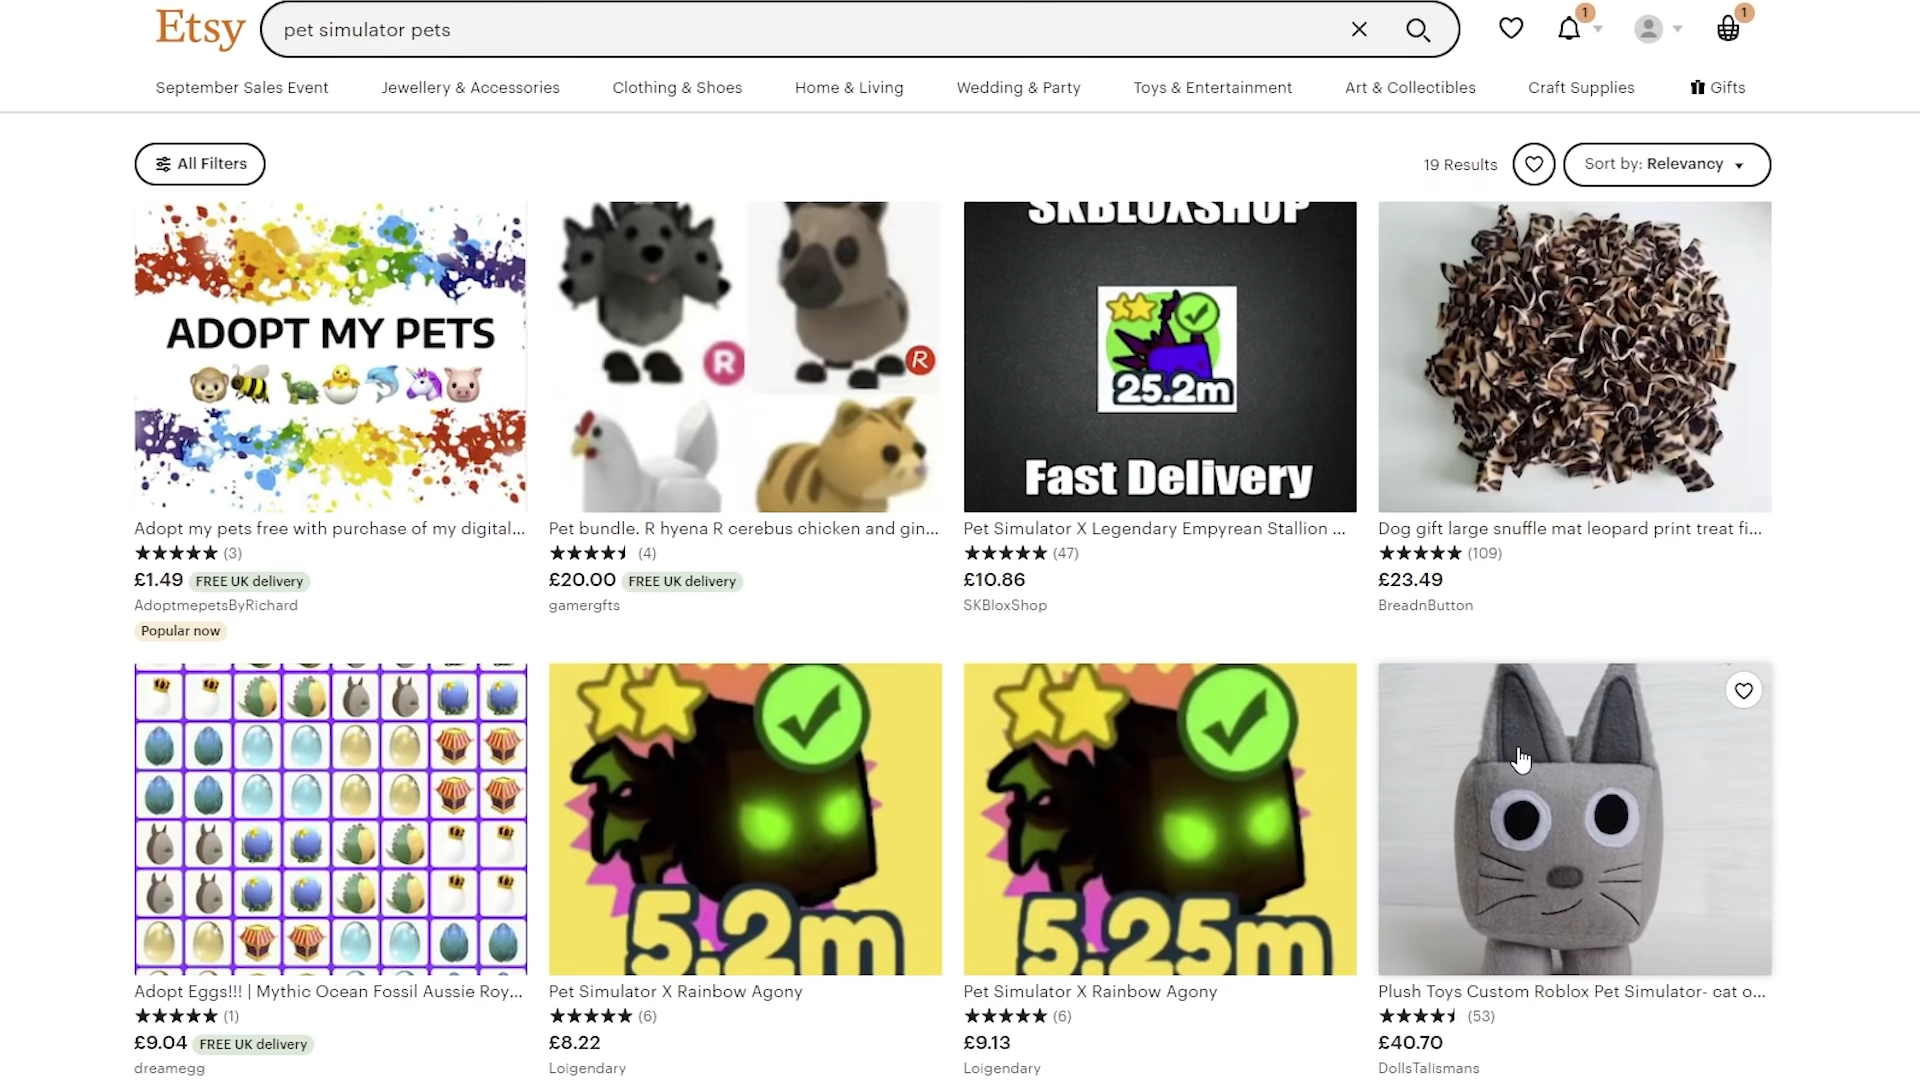 Etsy
pet simulator pets
1
1
September Sales Event
Jewellery & Accessories
Clothing & Shoes
Home & Living
Wedding & Party
Toys & Entertainment
Art & Collectibles
Craft Supplies
Gifts
All Filters
19 Results
Sort by: Relevancy
ADOPT MY PETS
R
R
SKBLOXSHOP
25.2m
Fast Delivery
Adopt my pets free with purchase of my digital...
(3)
£1.49 FREE UK delivery
AdoptmepetsByRichard
Popular now
Pet bundle. R hyena R cerebus chicken and gin...
(4)
£20.00 FREE UK delivery
gamergfts
Pet Simulator X Legendary Empyrean Stallion ...
(47)
£10.86
SKBloxShop
Dog gift large snuffle mat leopard print treat fi...
(109)
£23.49
BreadnButton
5.2m
5.25m
Adopt Eggs!!! | Mythic Ocean Fossil Aussie Roy...
(1)
£9.04 FREE UK delivery
dreamegg
Pet Simulator X Rainbow Agony
(6)
£8.22
Loigendary
Pet Simulator X Rainbow Agony
(6)
£9.13
Loigendary
Plush Toys Custom Roblox Pet Simulator- cat o...
(53)
£40.70
DollsTalismans